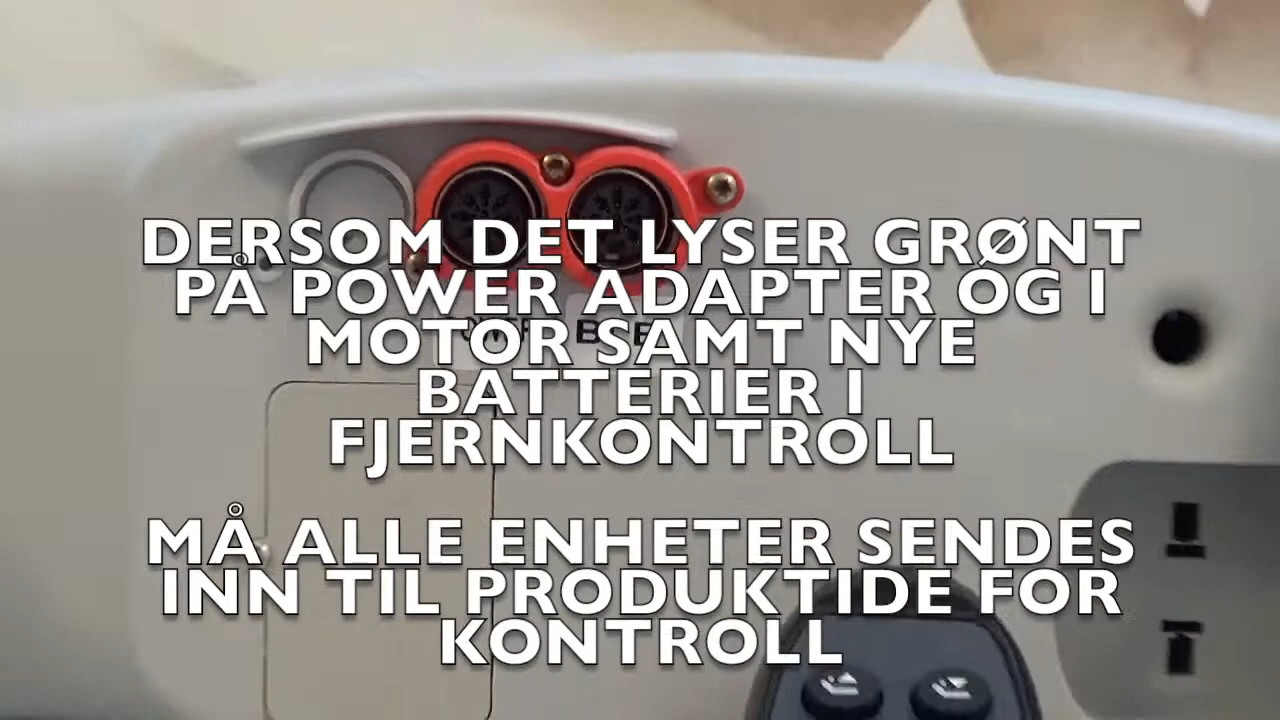 DERSOM DET LYSER GRØNT
PÅ POWER ADAPTER OG I
MOTOR SAMT NYE
BATTERIER I
FJERNKONTROLL
MÅ ALLE ENHETER SENDES
INN TIL PRODUKTIDE FOR
KONTROLL